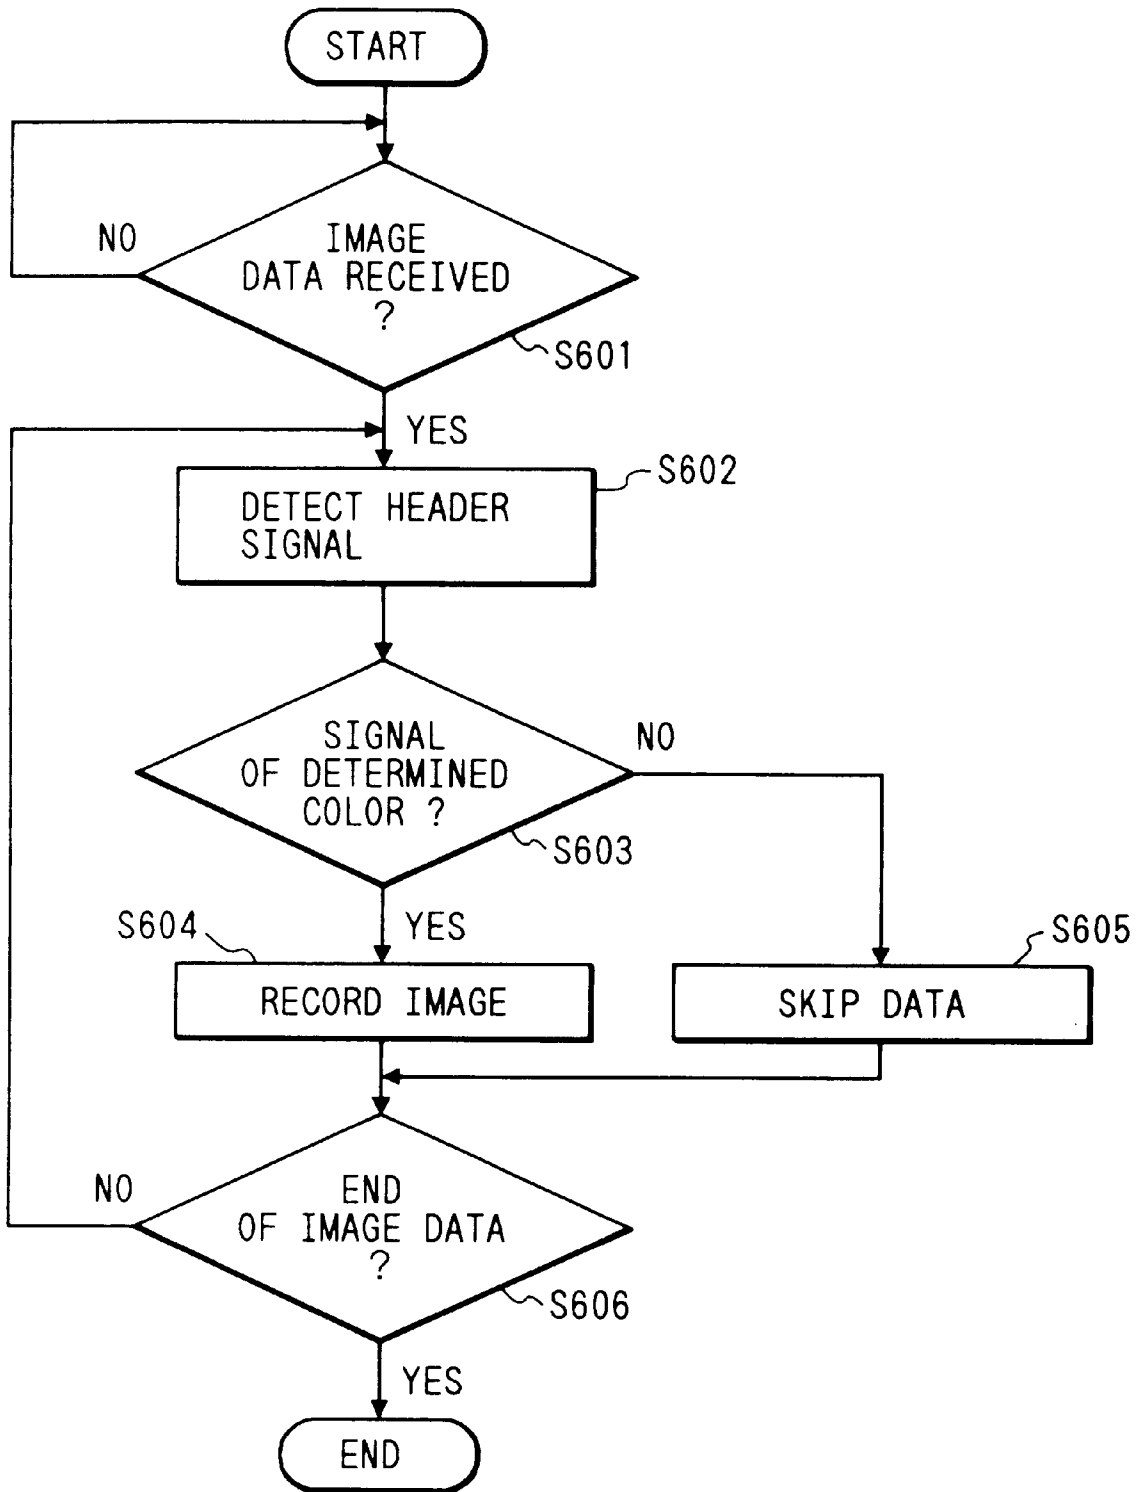 START
NO
IMAGE
DATA RECEIVED
?
S601
YES
S602
DETECT HEADER
SIGNAL
SIGNAL
OF DETERMINED
COLOR ?
NO
S603
S604
YES
S605
RECORD IMAGE
SKIP DATA
NO
END
OF IMAGE DATA
?
S606
YES
END